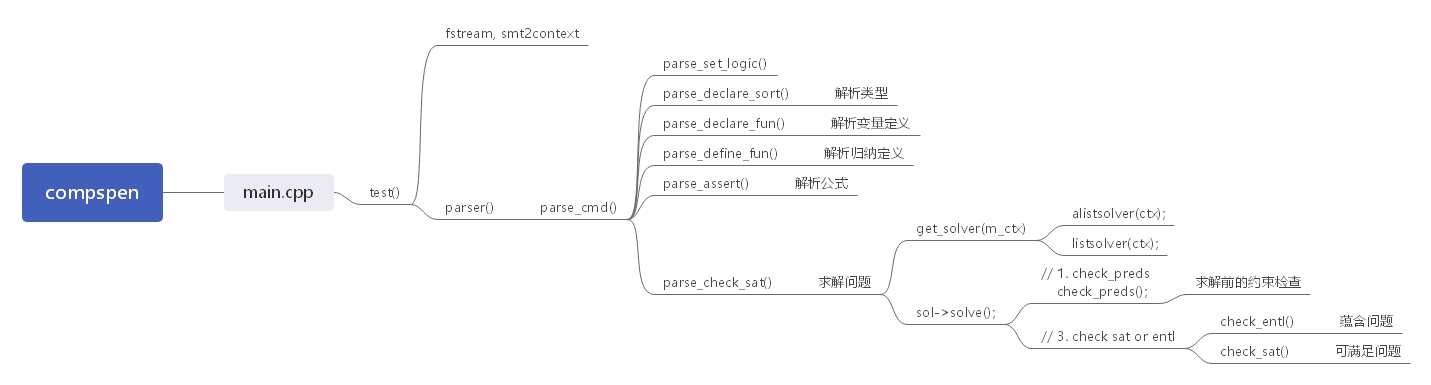 compspen
main.cpp
test()
fstream, smt2context
parser()
parse_cmd()
parse_set_logic()
parse_declare_sort()
解析类型
parse_declare_fun()
解析变量定义
parse_define_fun()
解析归纳定义
parse_assert()
解析公式
parse_check_sat()
求解问题
get_solver(m_ctx)
alistsolver(ctx);
listsolver(ctx);
sol->solve();
// 1. check_preds
check_preds();
求解前的约束检查
// 3. check sat or entl
check_entl()
蕴含问题
check_sat()
可满足问题